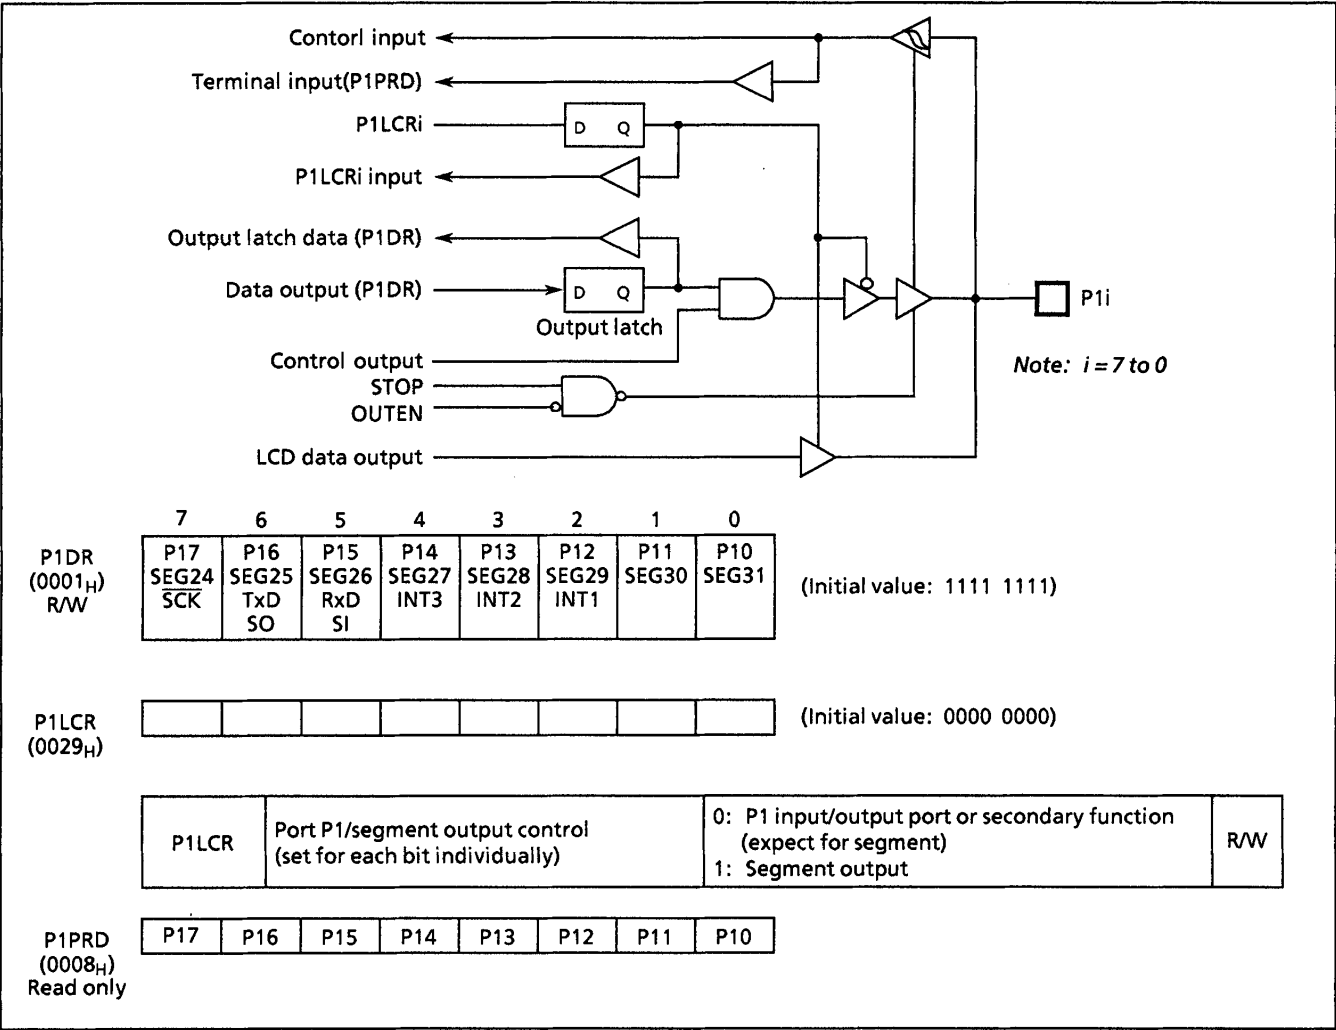 Contorl input
Terminal input(P1PRD)
P1LCRi
D Q
P1LCRi input
Output latch data (P1DR)
Data output (P1DR)
D Q
Output latch
P1i
Control output
STOP
OUTEN
LCD data output
Note: i = 7 to 0
7 6 5 4 3 2 1 0
P1DR
(0001H)
R/W
P17 P16 P15 P14 P13 P12 P11 P10
SEG24 SEG25 SEG26 SEG27 SEG28 SEG29 SEG30 SEG31
S̅C̅K̅ TxD RxD INT3 INT2 INT1
SO SI
(Initial value: 1111 1111)
P1LCR
(0029H)
(Initial value: 0000 0000)
P1LCR
Port P1/segment output control
(set for each bit individually)
0: P1 input/output port or secondary function
(expect for segment)
1: Segment output
R/W
P1PRD
(0008H)
Read only
P17 P16 P15 P14 P13 P12 P11 P10